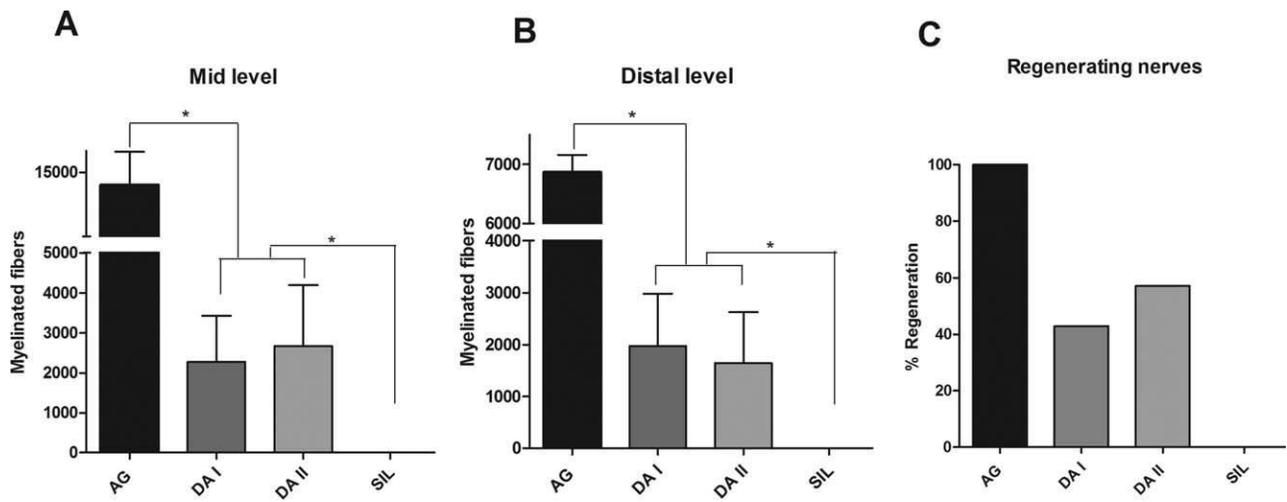 A
Mid level
*
15000
5000
4000
3000
2000
1000
0
Myelinated fibers
*
AG
DA I
DA II
SIL
B
Distal level
*
7000
6000
4000
3000
2000
1000
0
Myelinated fibers
*
AG
DA I
DA II
SIL
C
Regenerating nerves
100
80
60
40
20
0
% Regeneration
AG
DA I
DA II
SIL